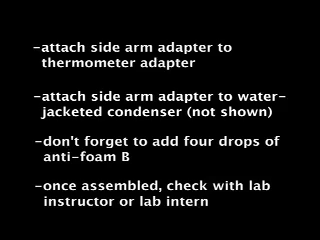 -attach side arm adapter to
thermometer adapter
-attach side arm adapter to water-
jacketed condenser (not shown)
-don't forget to add four drops of
anti-foam B
-once assembled, check with lab
instructor or lab intern